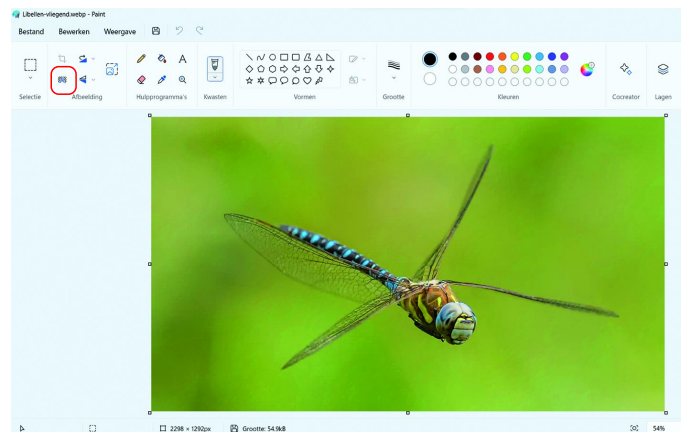 Libellen-vliegend.webp - Paint
Bestand Bewerken Weergave
A
Selectie Afbeelding Hulpprogramma's Kwasten Vormen Grootte Kleuren Cocreator Lagen
2298 × 1292px Grootte: 54.9kB 54%